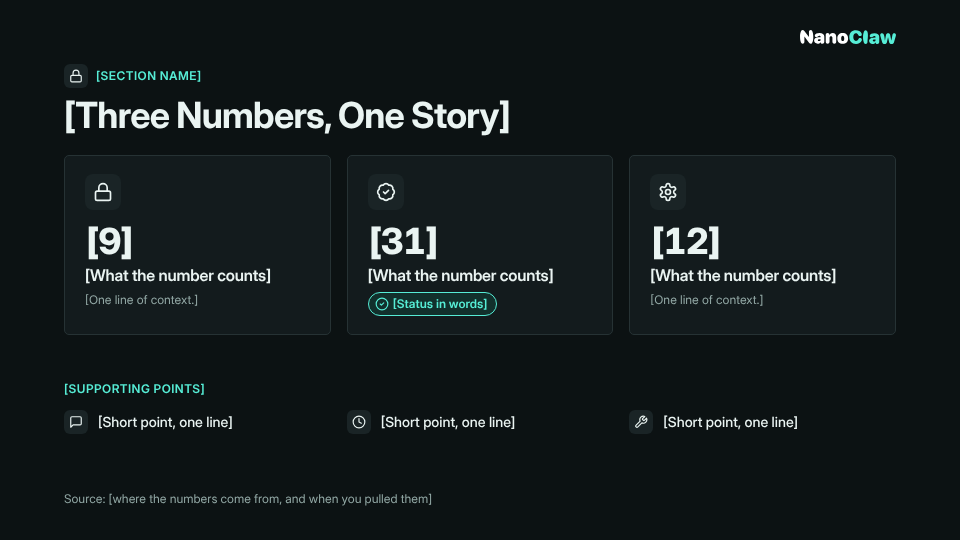 NanoClaw
[SECTION NAME]
[Three Numbers, One Story]
[9]
[What the number counts]
[One line of context.]
[31]
[What the number counts]
[Status in words]
[12]
[What the number counts]
[One line of context.]
[SUPPORTING POINTS]
[Short point, one line]
[Short point, one line]
[Short point, one line]
Source: [where the numbers come from, and when you pulled them]